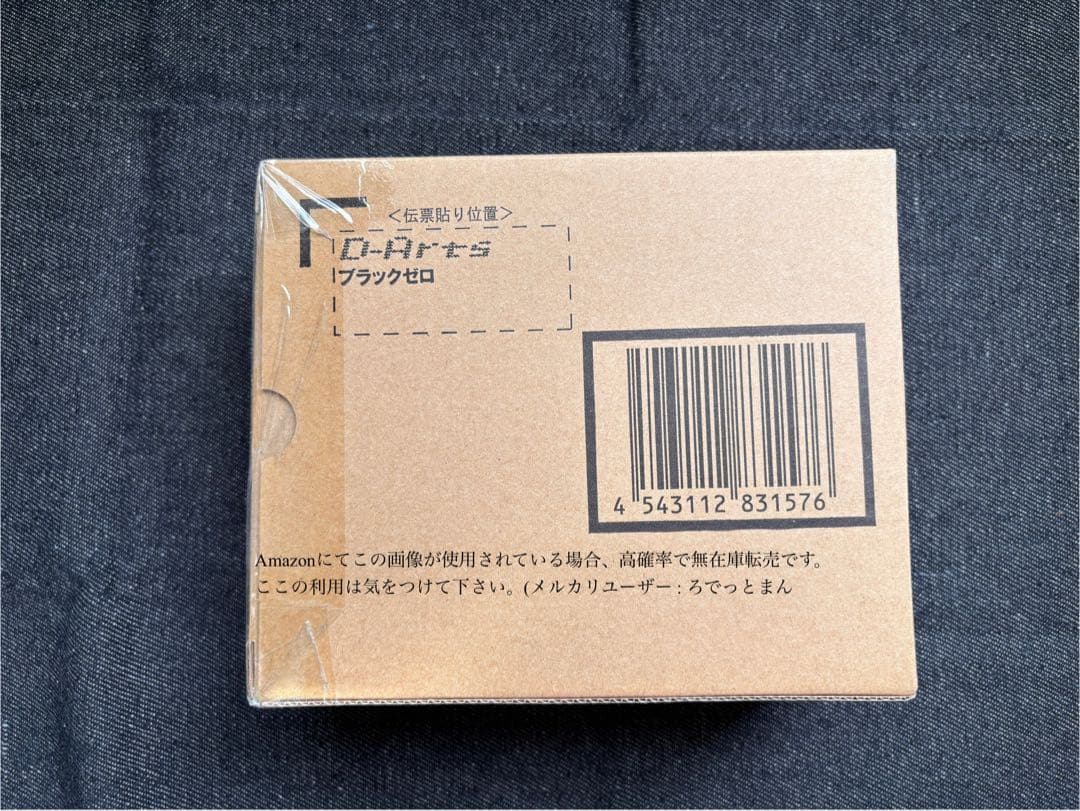 <伝票貼り位置>
D-Arts
ブラックゼロ
4 543112 831576
Amazonにてこの画像が使用されている場合、高確率で無在庫転売です。
ここの利用は気をつけて下さい。(メルカリユーザー : ろでっとまん